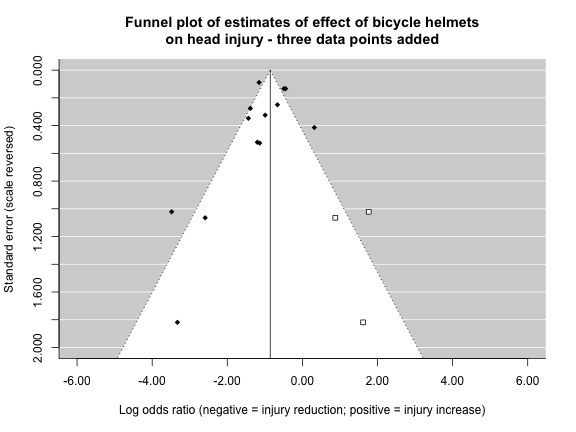 Funnel plot of estimates of effect of bicycle helmets
on head injury - three data points added
Standard error (scale reversed)
0.000
0.400
0.800
1.200
1.600
2.000
-6.00 -4.00 -2.00 0.00 2.00 4.00 6.00
Log odds ratio (negative = injury reduction; positive = injury increase)